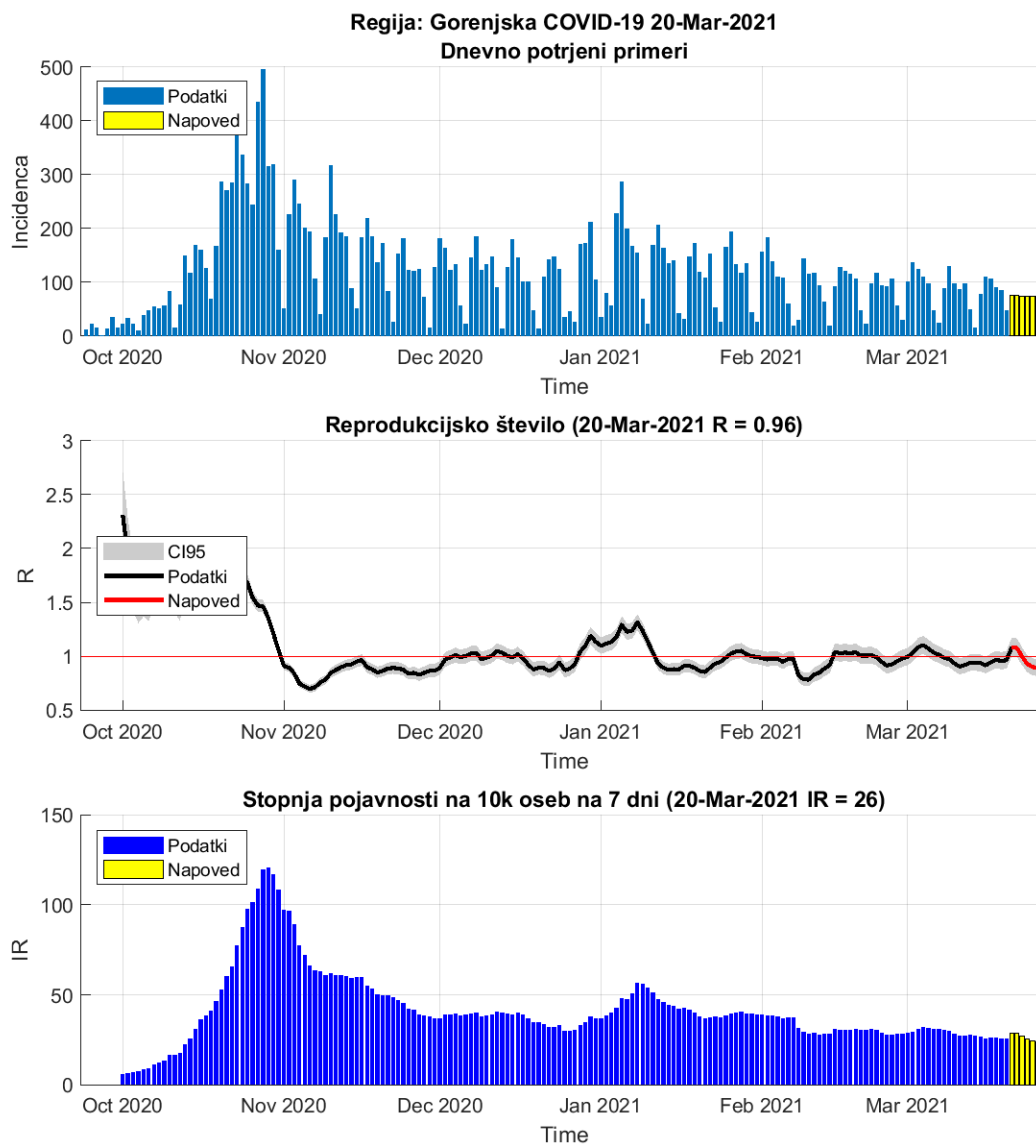 Regija: Gorenjska COVID-19 20-Mar-2021
Dnevno potrjeni primeri
500
400
300
200
100
0
Incidenca
Podatki
Napoved
Oct 2020 Nov 2020 Dec 2020 Jan 2021 Feb 2021 Mar 2021
Time
Reprodukcijsko število (20-Mar-2021 R = 0.96)
3
2.5
2
1.5
1
0.5
R
CI95
Podatki
Napoved
Oct 2020 Nov 2020 Dec 2020 Jan 2021 Feb 2021 Mar 2021
Time
Stopnja pojavnosti na 10k oseb na 7 dni (20-Mar-2021 IR = 26)
150
100
50
0
IR
Podatki
Napoved
Oct 2020 Nov 2020 Dec 2020 Jan 2021 Feb 2021 Mar 2021
Time